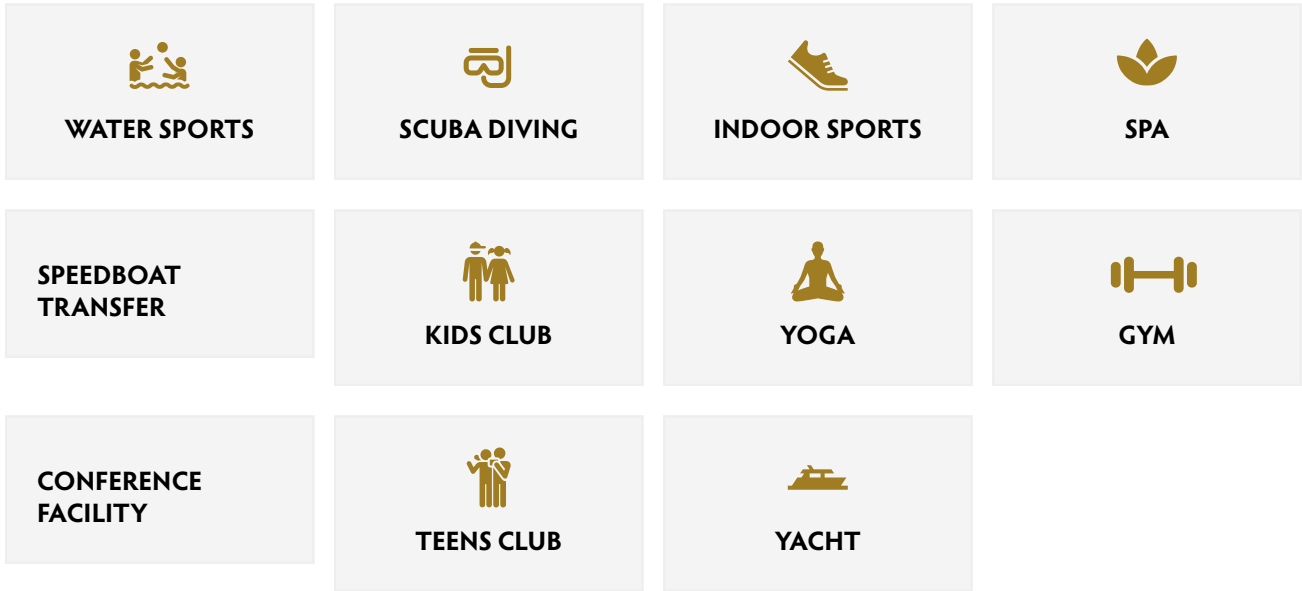 WATER SPORTS
SCUBA DIVING
INDOOR SPORTS
SPA
SPEEDBOAT
TRANSFER
KIDS CLUB
YOGA
GYM
CONFERENCE
FACILITY
TEENS CLUB
YACHT